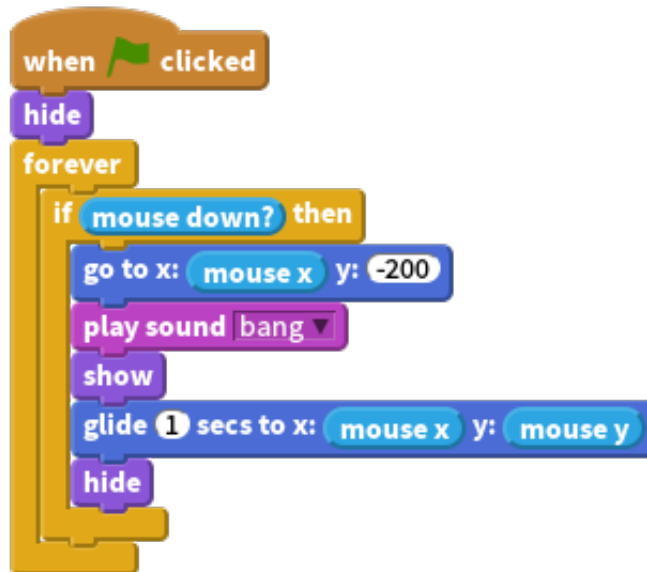 when clicked
hide
forever
if mouse down? then
go to x: mouse x y: -200
play sound bang
show
glide 1 secs to x: mouse x y: mouse y
hide